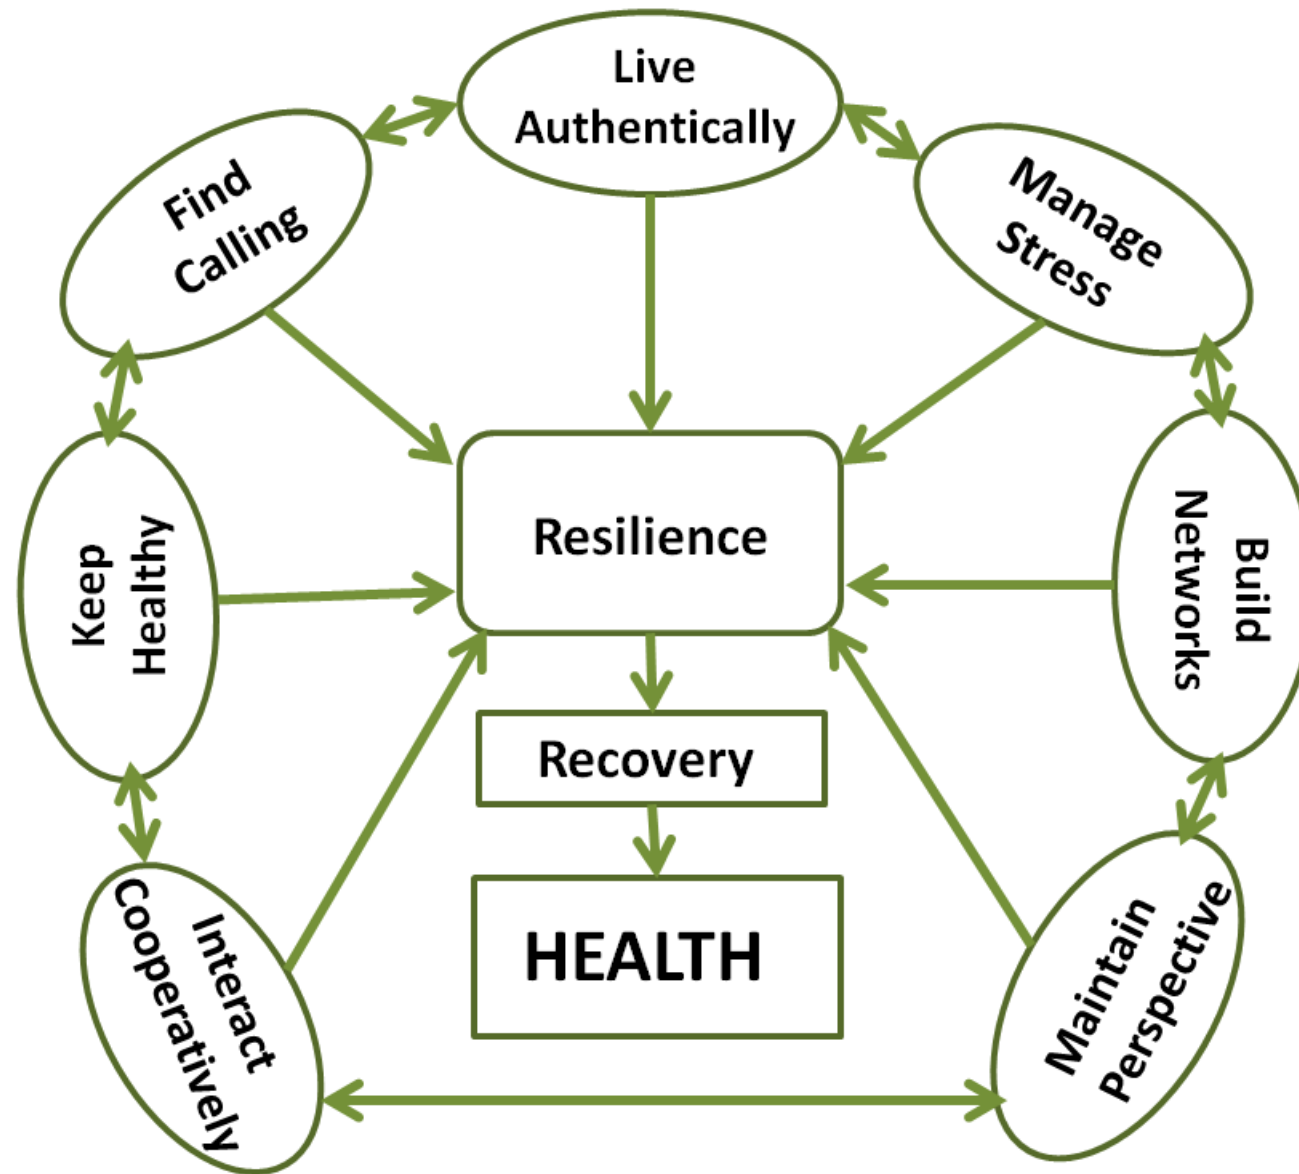 Live
Authentically
Find
Calling
Manage
Stress
Keep
Healthy
Resilience
Build
Networks
Recovery
Interact
Cooperatively
HEALTH
Maintain
Perspective